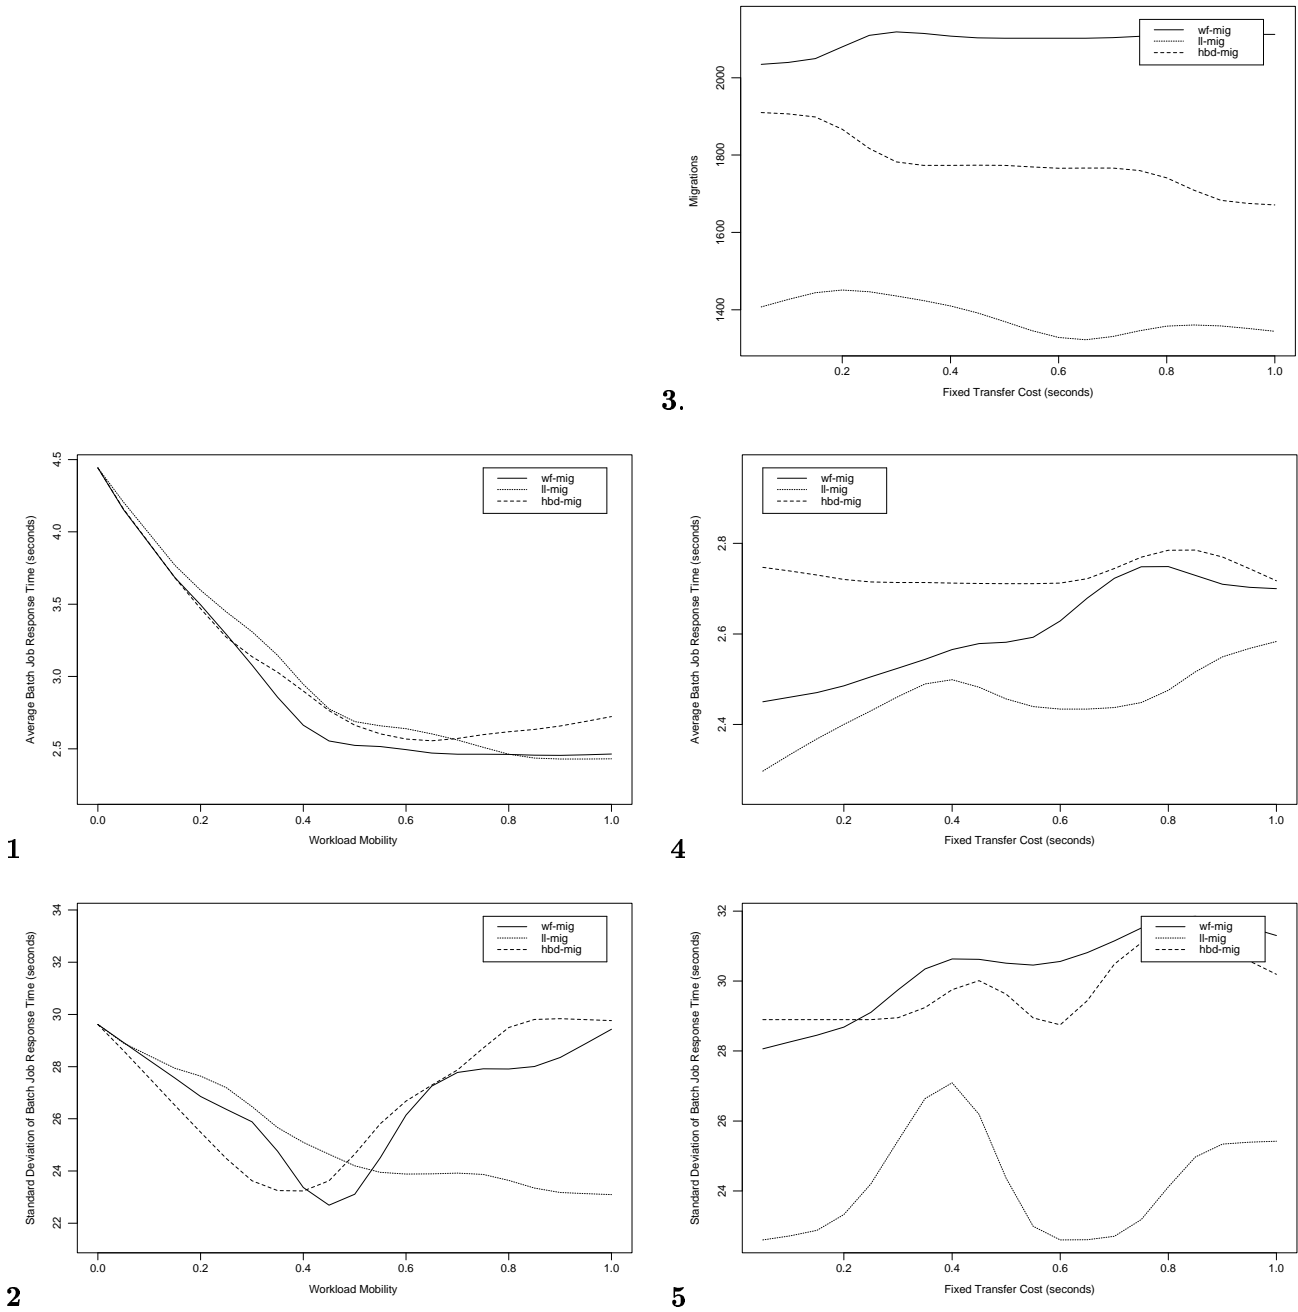 wf-mig
ll-mig
hbd-mig
Migrations
2000
1800
1600
1400
0.2 0.4 0.6 0.8 1.0
Fixed Transfer Cost (seconds)
3.
wf-mig
ll-mig
hbd-mig
Average Batch Job Response Time (seconds)
4.5
4.0
3.5
3.0
2.5
0.0 0.2 0.4 0.6 0.8 1.0
Workload Mobility
1
wf-mig
ll-mig
hbd-mig
Average Batch Job Response Time (seconds)
2.8
2.6
2.4
0.2 0.4 0.6 0.8 1.0
Fixed Transfer Cost (seconds)
4
wf-mig
ll-mig
hbd-mig
Standard Deviation of Batch Job Response Time (seconds)
34
32
30
28
26
24
22
0.0 0.2 0.4 0.6 0.8 1.0
Workload Mobility
2
wf-mig
ll-mig
hbd-mig
Standard Deviation of Batch Job Response Time (seconds)
32
30
28
26
24
0.2 0.4 0.6 0.8 1.0
Fixed Transfer Cost (seconds)
5